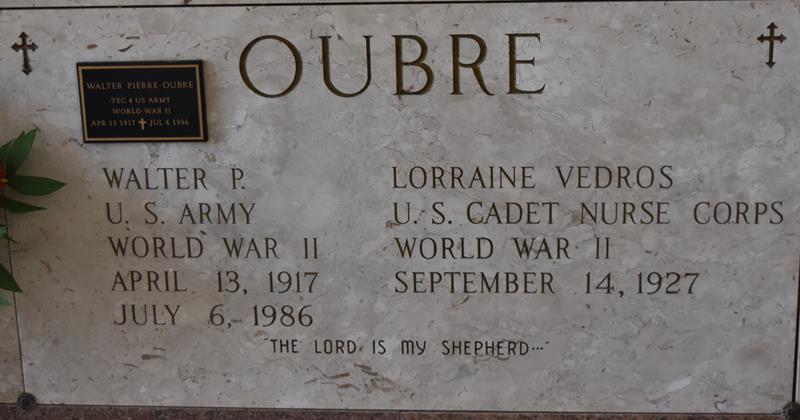 OUBRE
WALTER PIERRE OUBRE
TEC 4 US ARMY
WORLD WAR II
APR 13 1917 ✝ JUL 6 1986
WALTER P.
U. S. ARMY
WORLD WAR II
APRIL 13, 1917
JULY 6, 1986
LORRAINE VEDROS
U. S. CADET NURSE CORPS
WORLD WAR II
SEPTEMBER 14, 1927
"THE LORD IS MY SHEPHERD..."